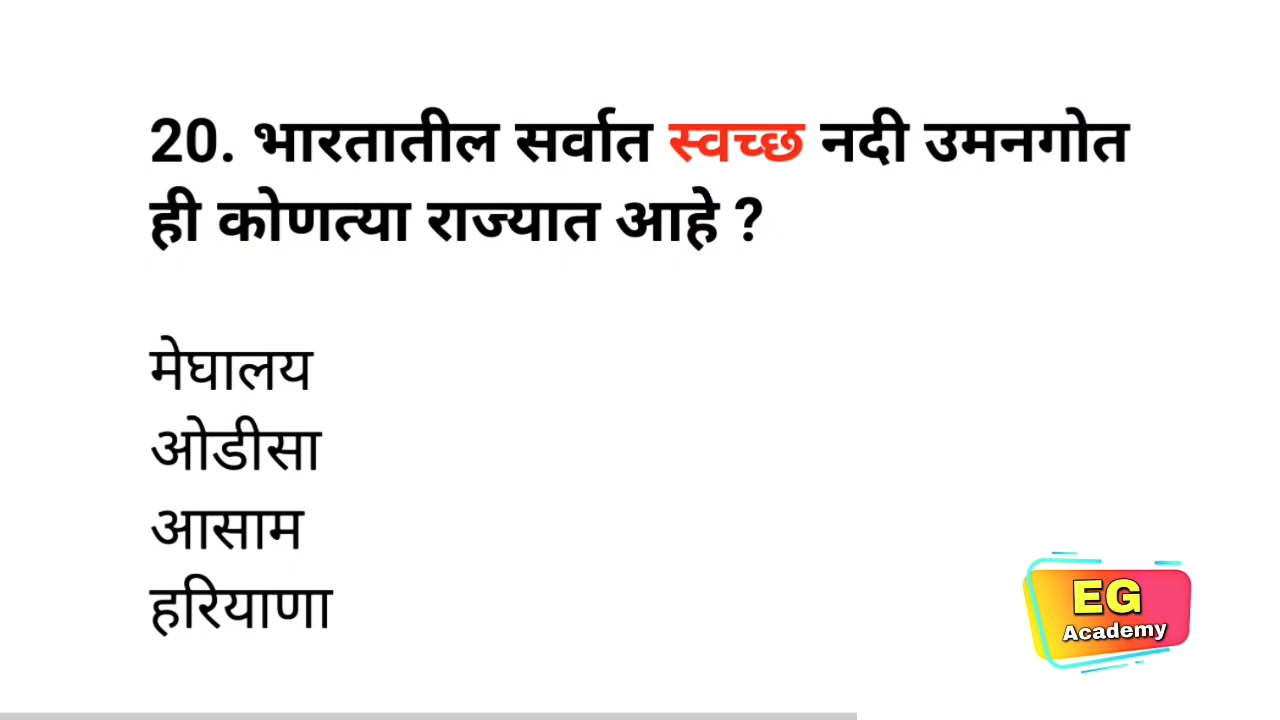 20. भारतातील सर्वात स्वच्छ नदी उमनगोत
ही कोणत्या राज्यात आहे ?
मेघालय
ओडीसा
आसाम
हरियाणा
EG
Academy